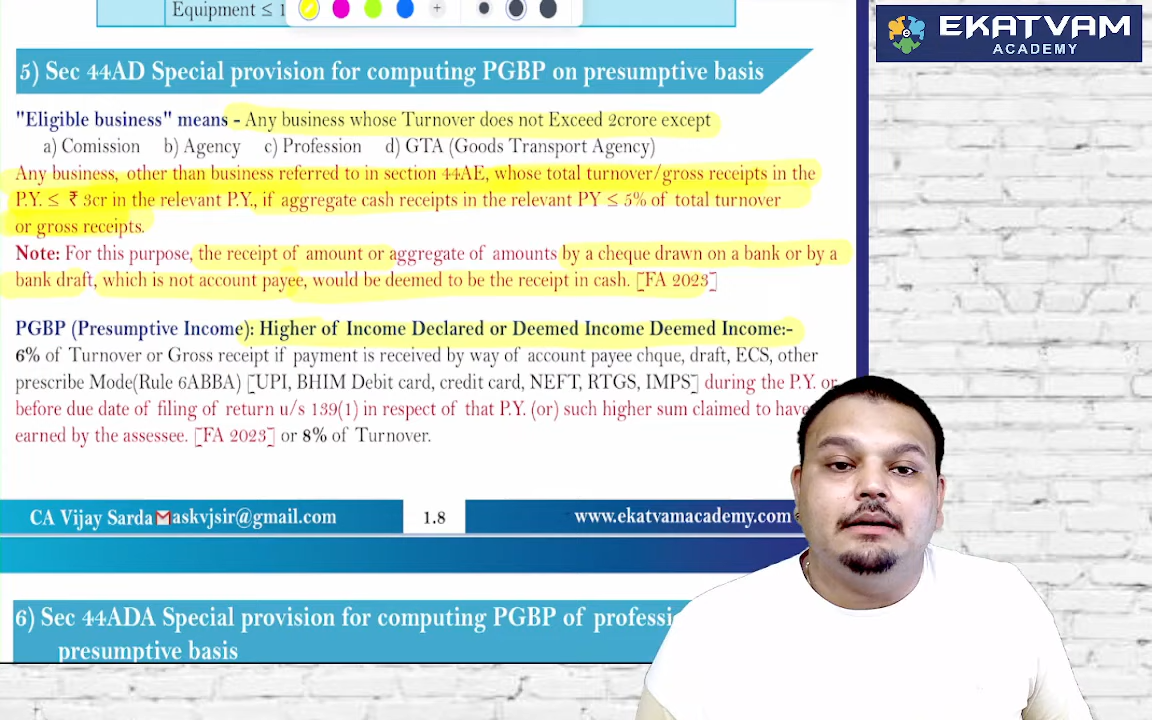 Equipment ≤ 1
EKATVAM
ACADEMY
5) Sec 44AD Special provision for computing PGBP on presumptive basis
"Eligible business" means - Any business whose Turnover does not Exceed 2crore except
a) Comission b) Agency c) Profession d) GTA (Goods Transport Agency)
Any business, other than business referred to in section 44AE, whose total turnover/gross receipts in the
P.Y. ≤ ₹ 3cr in the relevant P.Y., if aggregate cash receipts in the relevant PY ≤ 5% of total turnover
or gross receipts.
Note: For this purpose, the receipt of amount or aggregate of amounts by a cheque drawn on a bank or by a
bank draft, which is not account payee, would be deemed to be the receipt in cash. [FA 2023]
PGBP (Presumptive Income): Higher of Income Declared or Deemed Income Deemed Income:-
6% of Turnover or Gross receipt if payment is received by way of account payee chque, draft, ECS, other
prescribe Mode(Rule 6ABBA) [UPI, BHIM Debit card, credit card, NEFT, RTGS, IMPS] during the P.Y. or
before due date of filing of return u/s 139(1) in respect of that P.Y. (or) such higher sum claimed to have
earned by the assessee. [FA 2023] or 8% of Turnover.
CA Vijay Sarda askvjsir@gmail.com 1.8 www.ekatvamacademy.com
6) Sec 44ADA Special provision for computing PGBP of
presumptive basis